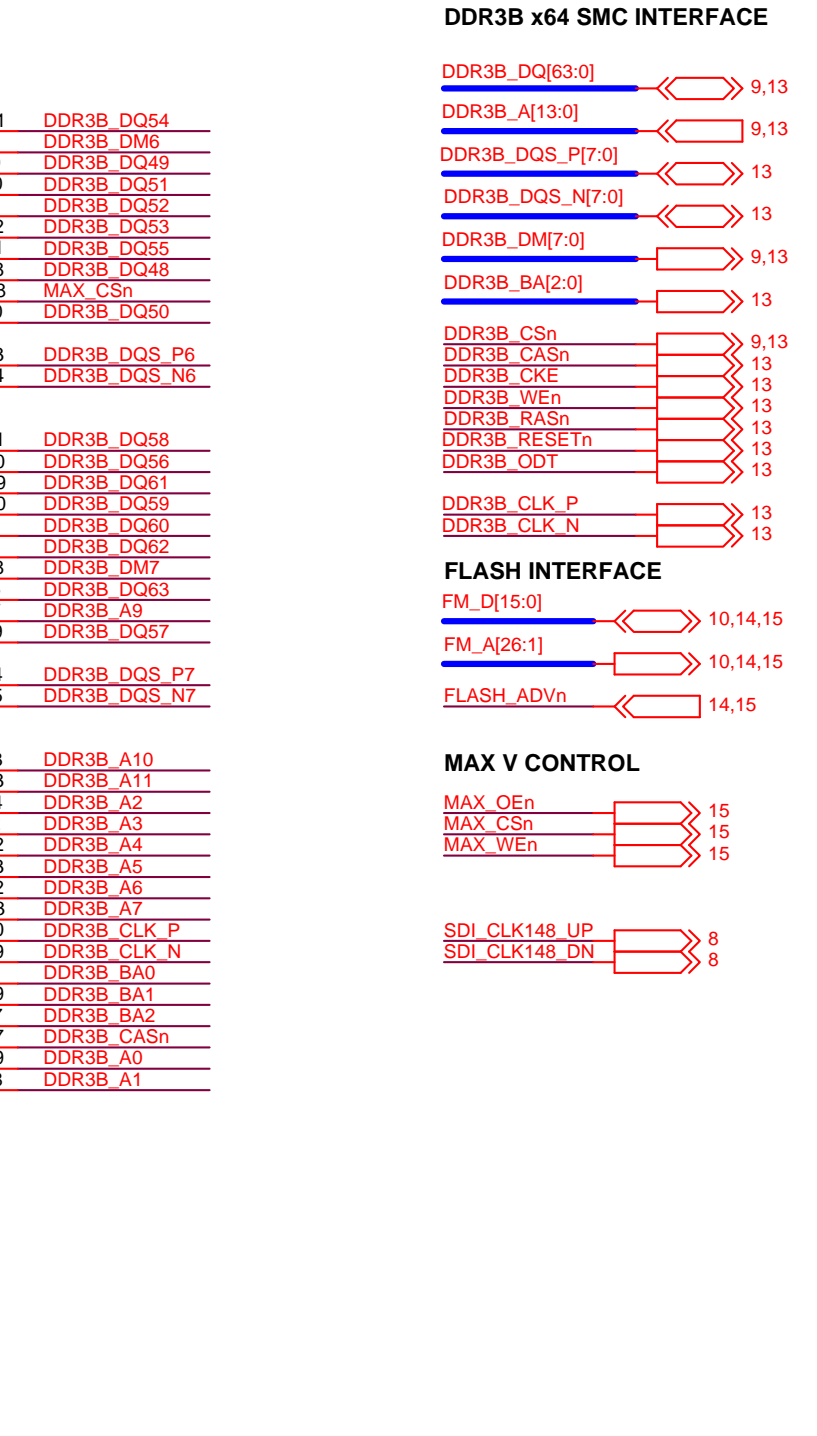 DDR3B_DQ54
DDR3B_DM6
DDR3B_DQ49
DDR3B_DQ51
DDR3B_DQ52
DDR3B_DQ53
DDR3B_DQ55
DDR3B_DQ48
MAX_CSn
DDR3B_DQ50
DDR3B_DQS_P6
DDR3B_DQS_N6
DDR3B_DQ58
DDR3B_DQ56
DDR3B_DQ61
DDR3B_DQ59
DDR3B_DQ60
DDR3B_DQ62
DDR3B_DM7
DDR3B_DQ63
DDR3B_A9
DDR3B_DQ57
DDR3B_DQS_P7
DDR3B_DQS_N7
DDR3B_A10
DDR3B_A11
DDR3B_A2
DDR3B_A3
DDR3B_A4
DDR3B_A5
DDR3B_A6
DDR3B_A7
DDR3B_CLK_P
DDR3B_CLK_N
DDR3B_BA0
DDR3B_BA1
DDR3B_BA2
DDR3B_CASn
DDR3B_A0
DDR3B_A1
DDR3B x64 SMC INTERFACE
DDR3B_DQ[63:0] 9,13
DDR3B_A[13:0] 9,13
DDR3B_DQS_P[7:0] 13
DDR3B_DQS_N[7:0] 13
DDR3B_DM[7:0] 9,13
DDR3B_BA[2:0] 13
DDR3B_CSn 9,13
DDR3B_CASn 13
DDR3B_CKE 13
DDR3B_WEn 13
DDR3B_RASn 13
DDR3B_RESETn 13
DDR3B_ODT 13
DDR3B_CLK_P 13
DDR3B_CLK_N 13
FLASH INTERFACE
FM_D[15:0] 10,14,15
FM_A[26:1] 10,14,15
FLASH_ADVn 14,15
MAX V CONTROL
MAX_OEn 15
MAX_CSn 15
MAX_WEn 15
SDI_CLK148_UP 8
SDI_CLK148_DN 8